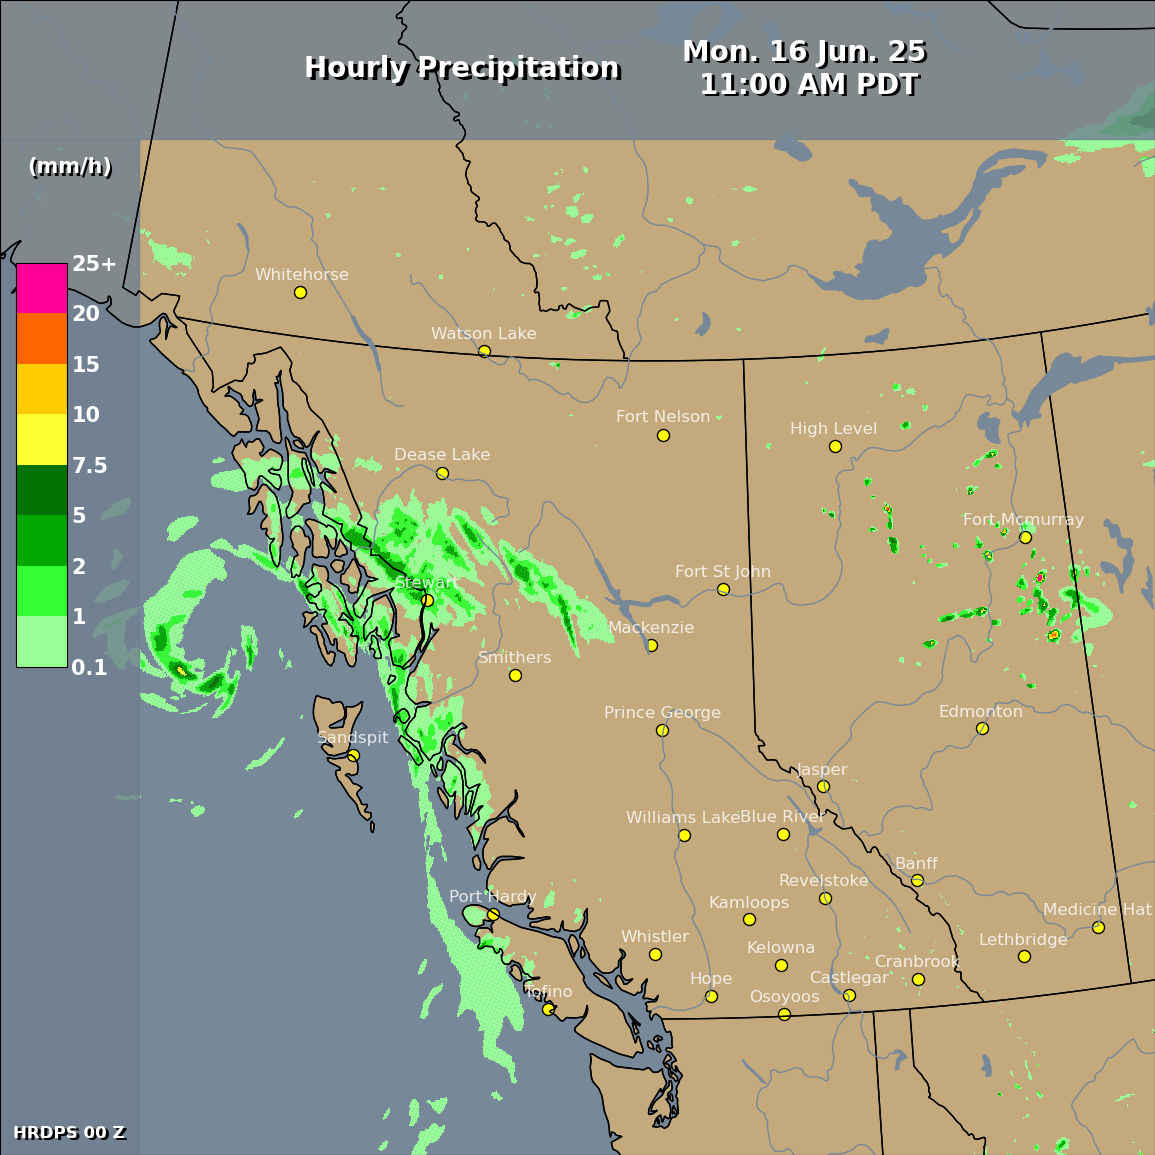 Hourly Precipitation
Mon. 16 Jun. 25
11:00 AM PDT
(mm/h)
25+
20
15
10
7.5
5
2
1
0.1
Whitehorse
Watson Lake
Fort Nelson
High Level
Dease Lake
Fort Mcmurray
Stewart
Fort St John
Mackenzie
Smithers
Prince George
Edmonton
Sandspit
Jasper
Williams Lake
Blue River
Banff
Revelstoke
Port Hardy
Kamloops
Medicine Hat
Whistler
Kelowna
Lethbridge
Cranbrook
Hope
Castlegar
Tofino
Osoyoos
HRDPS 00 Z